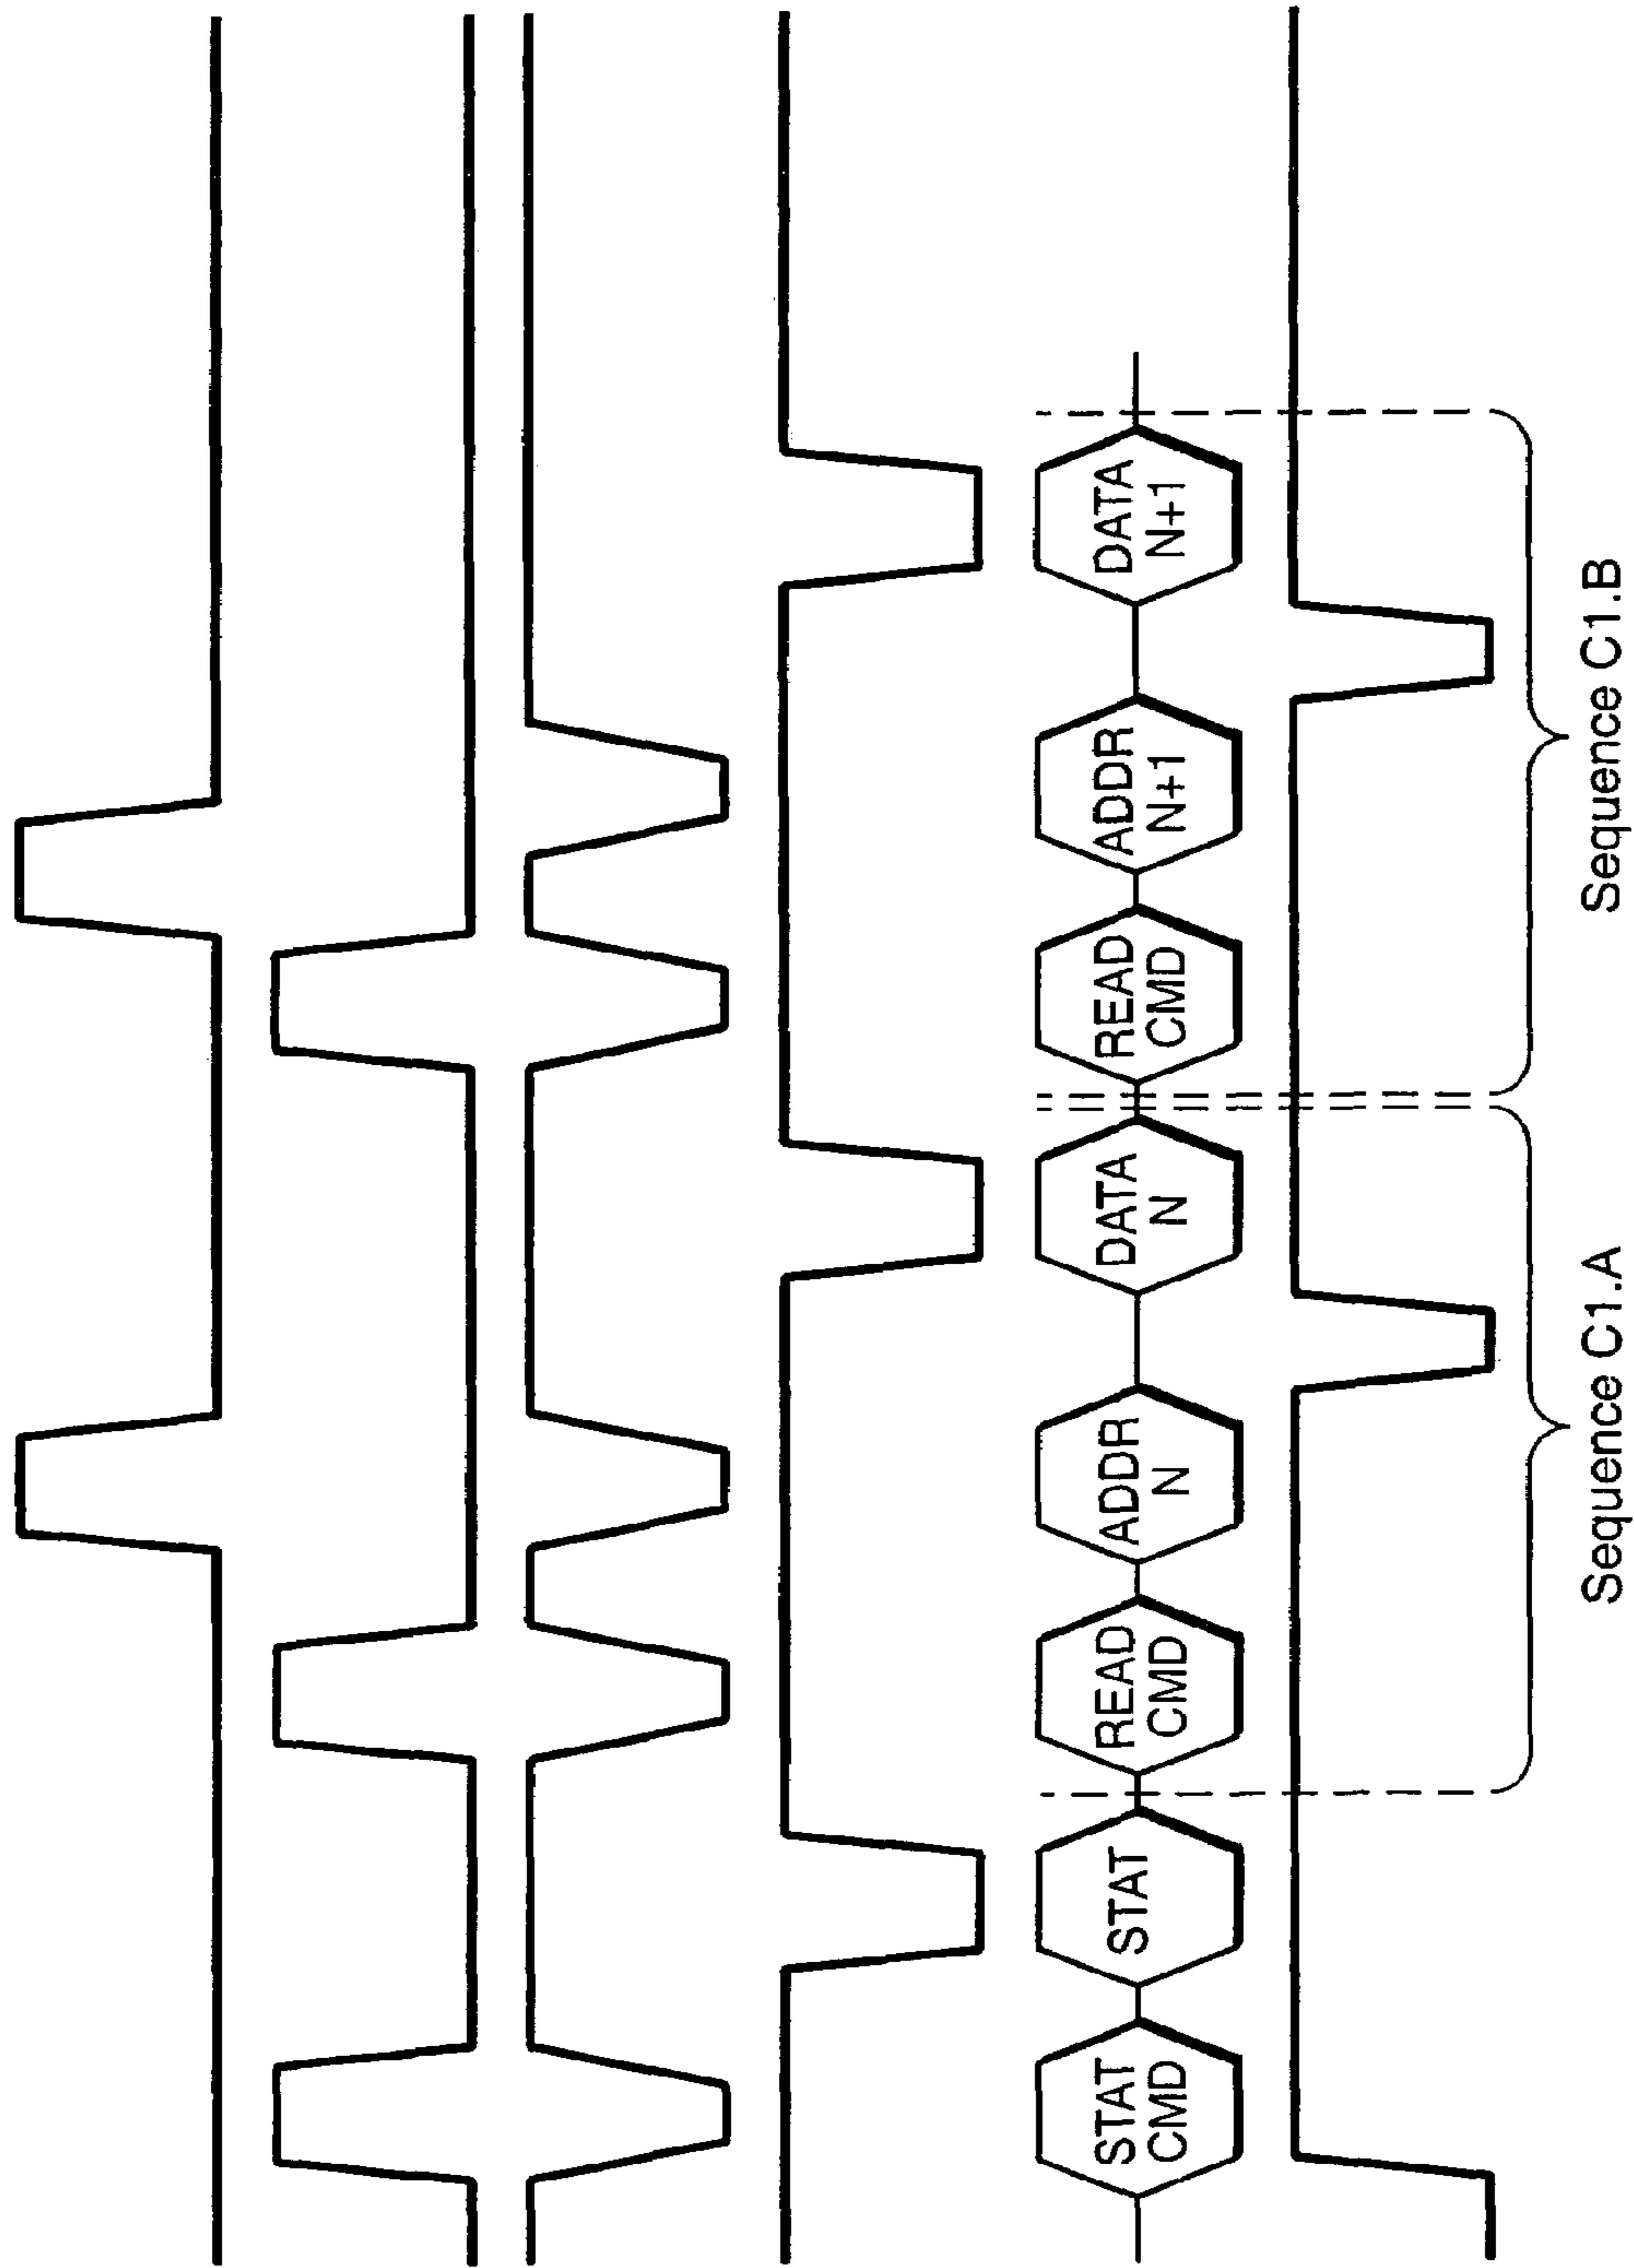 STAT
CMD
STAT
READ
CMD
ADDR
N
DATA
N
READ
CMD
ADDR
N+1
DATA
N+1
Sequence C1.A
Sequence C1.B